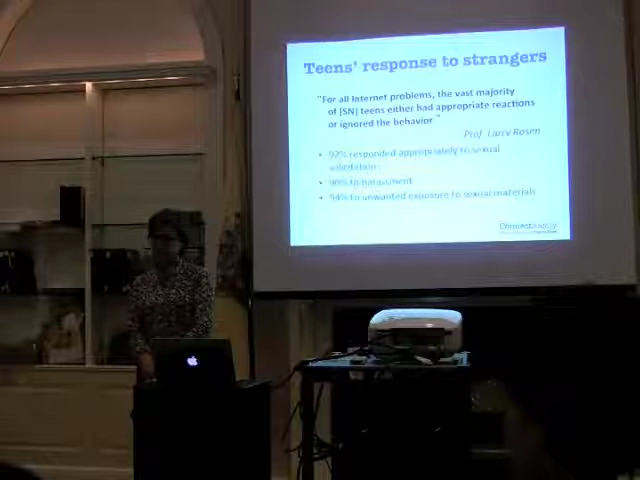 Teens' response to strangers
"For all Internet problems, the vast majority
of [SN] teens either had appropriate reactions
or ignored the behavior."
Prof. Larry Rosen
• 92% responded appropriately to sexual
solicitation
• 90% to harassment
• 94% to unwanted exposure to sexual materials